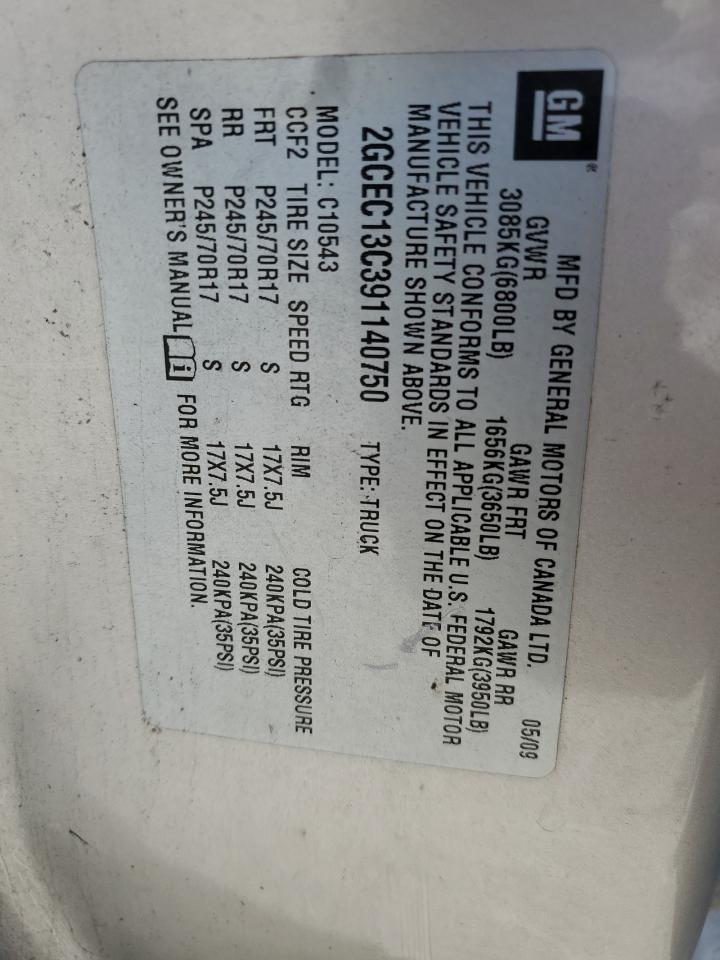 GM®
MFD BY GENERAL MOTORS OF CANADA LTD.
GVWR GAWR FRT GAWR RR 05/09
3085KG(6800LB) 1656KG(3650LB) 1792KG(3950LB)
THIS VEHICLE CONFORMS TO ALL APPLICABLE U.S. FEDERAL MOTOR
VEHICLE SAFETY STANDARDS IN EFFECT ON THE DATE OF
MANUFACTURE SHOWN ABOVE.
2GCEC13C391140750 TYPE: TRUCK
MODEL: C10543
CCF2 TIRE SIZE SPEED RTG RIM COLD TIRE PRESSURE
FRT P245/70R17 S 17X7.5J 240KPA(35PSI)
RR P245/70R17 S 17X7.5J 240KPA(35PSI)
SPA P245/70R17 S 17X7.5J 240KPA(35PSI)
SEE OWNER'S MANUAL i FOR MORE INFORMATION.